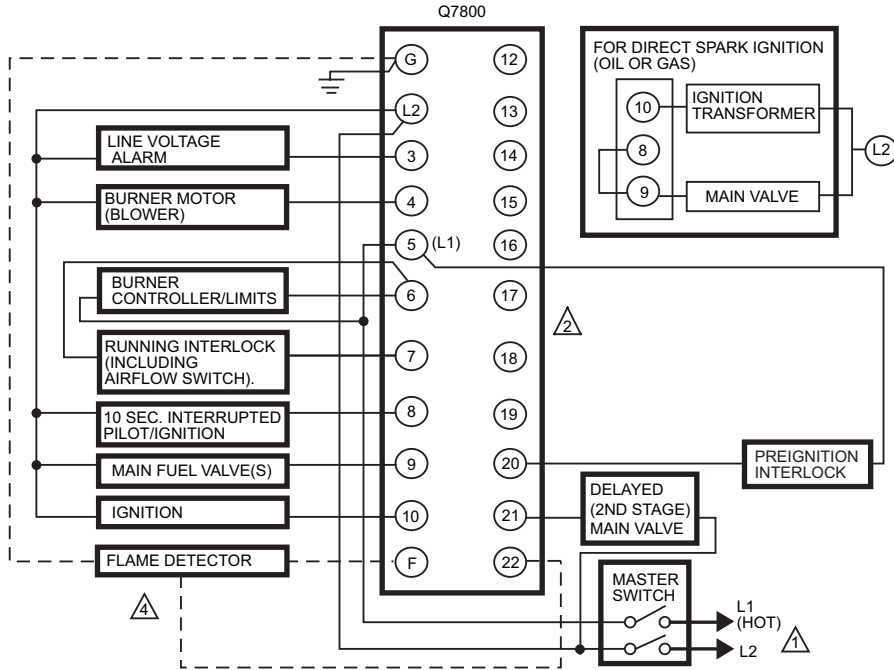 Q7800
G
12
L2
13
LINE VOLTAGE
ALARM
3
14
BURNER MOTOR
(BLOWER)
4
15
5
(L1)
16
BURNER
CONTROLLER/LIMITS
6
17
2
RUNNING INTERLOCK
(INCLUDING
AIRFLOW SWITCH).
7
18
10 SEC. INTERRUPTED
PILOT/IGNITION
8
19
MAIN FUEL VALVE(S)
9
20
PREIGNITION
INTERLOCK
IGNITION
10
21
DELAYED
(2ND STAGE)
MAIN VALVE
FLAME DETECTOR
F
22
4
MASTER
SWITCH
L1
(HOT)
L2
1
FOR DIRECT SPARK IGNITION
(OIL OR GAS)
10
IGNITION
TRANSFORMER
8
L2
9
MAIN VALVE